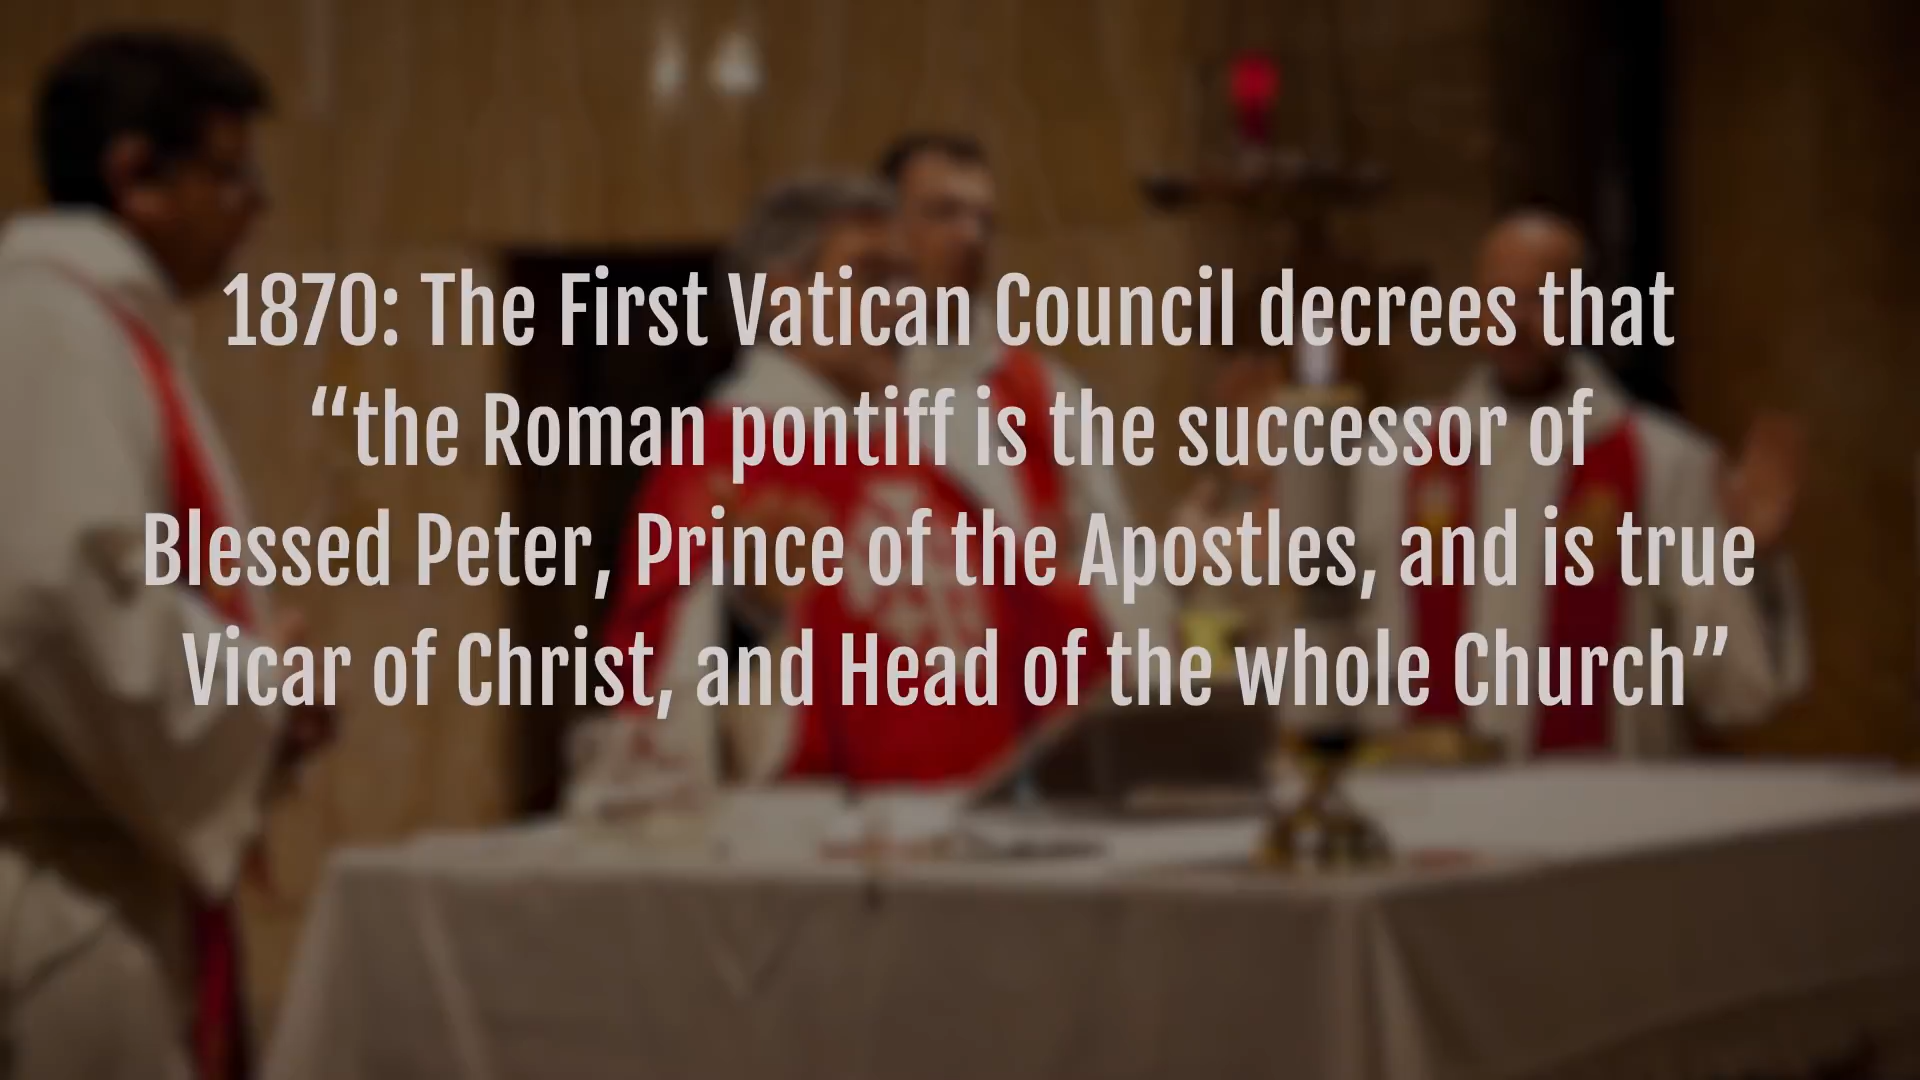 1870: The First Vatican Council decrees that
“the Roman pontiff is the successor of
Blessed Peter, Prince of the Apostles, and is true
Vicar of Christ, and Head of the whole Church”